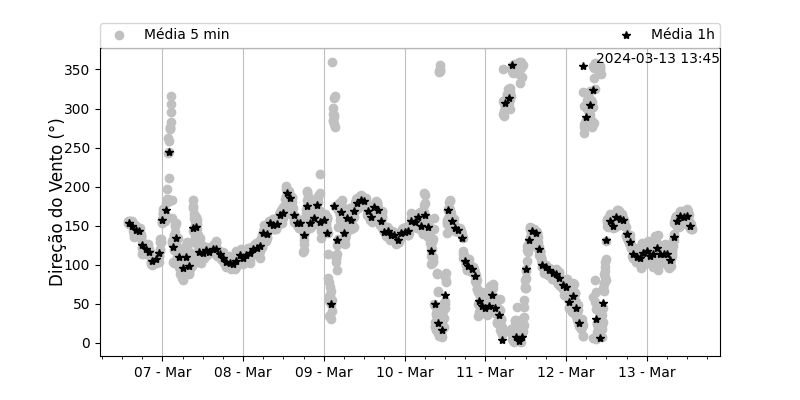 Média 5 min
Média 1h
2024-03-13 13:45
Direção do Vento (°)
350
300
250
200
150
100
50
0
07 - Mar
08 - Mar
09 - Mar
10 - Mar
11 - Mar
12 - Mar
13 - Mar